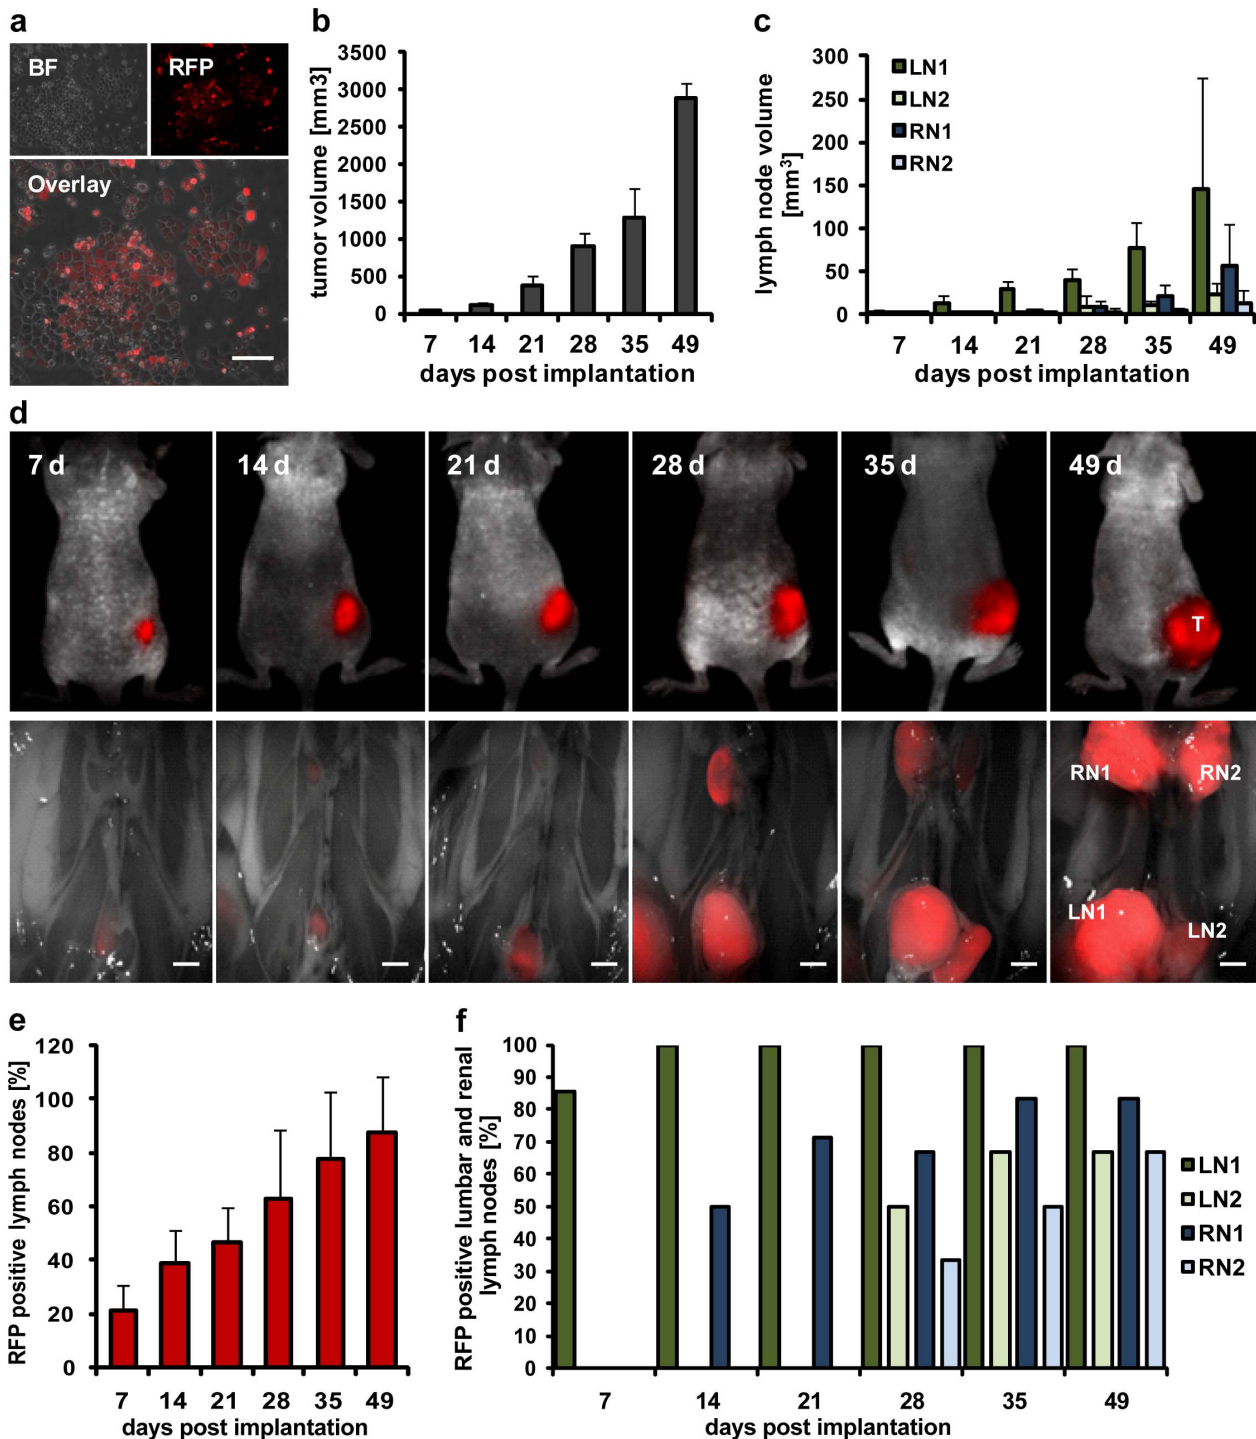 a
BF
RFP
Overlay
b
tumor volume [mm3]
3500
3000
2500
2000
1500
1000
500
0
7 14 21 28 35 49
days post implantation
c
lymph node volume
[mm³]
300
250
200
150
100
50
0
LN1
LN2
RN1
RN2
7 14 21 28 35 49
days post implantation
d
7 d
14 d
21 d
28 d
35 d
49 d
T
RN1
RN2
LN1
LN2
e
RFP positive lymph nodes [%]
120
100
80
60
40
20
0
7 14 21 28 35 49
days post implantation
f
RFP positive lumbar and renal
lymph nodes [%]
100
90
80
70
60
50
40
30
20
10
0
7 14 21 28 35 49
days post implantation
LN1
LN2
RN1
RN2